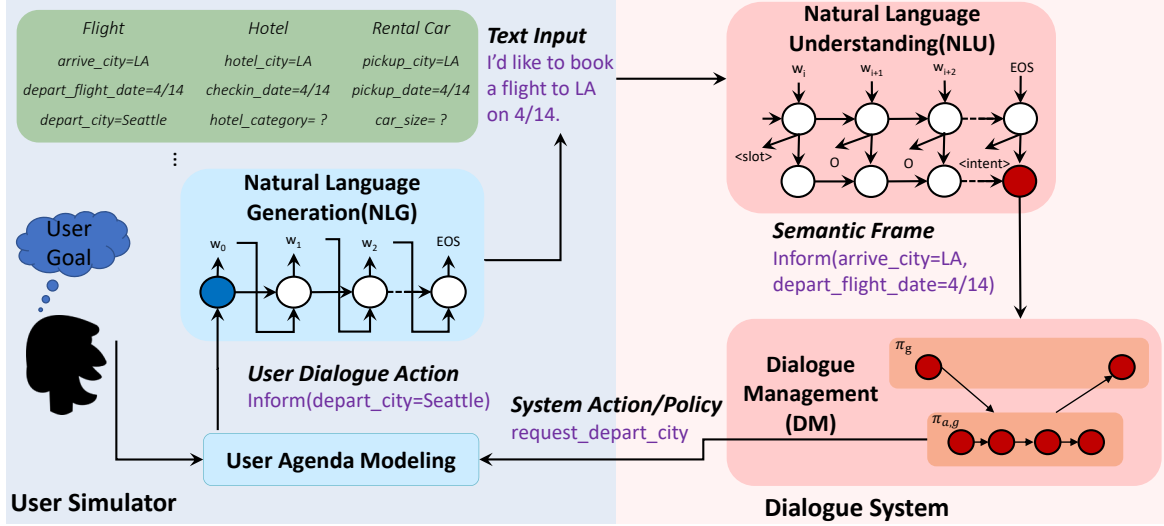 Flight
Hotel
Rental Car
arrive_city=LA
hotel_city=LA
pickup_city=LA
depart_flight_date=4/14
checkin_date=4/14
pickup_date=4/14
depart_city=Seattle
hotel_category= ?
car_size= ?
...
Text Input
I'd like to book
a flight to LA
on 4/14.
Natural Language
Generation(NLG)
w0
w1
w2
EOS
User
Goal
User Dialogue Action
Inform(depart_city=Seattle)
User Agenda Modeling
User Simulator
System Action/Policy
request_depart_city
Natural Language
Understanding(NLU)
wi
wi+1
wi+2
EOS
<slot>
O
O
<intent>
Semantic Frame
Inform(arrive_city=LA,
depart_flight_date=4/14)
Dialogue
Management
(DM)
πg
πa,g
Dialogue System